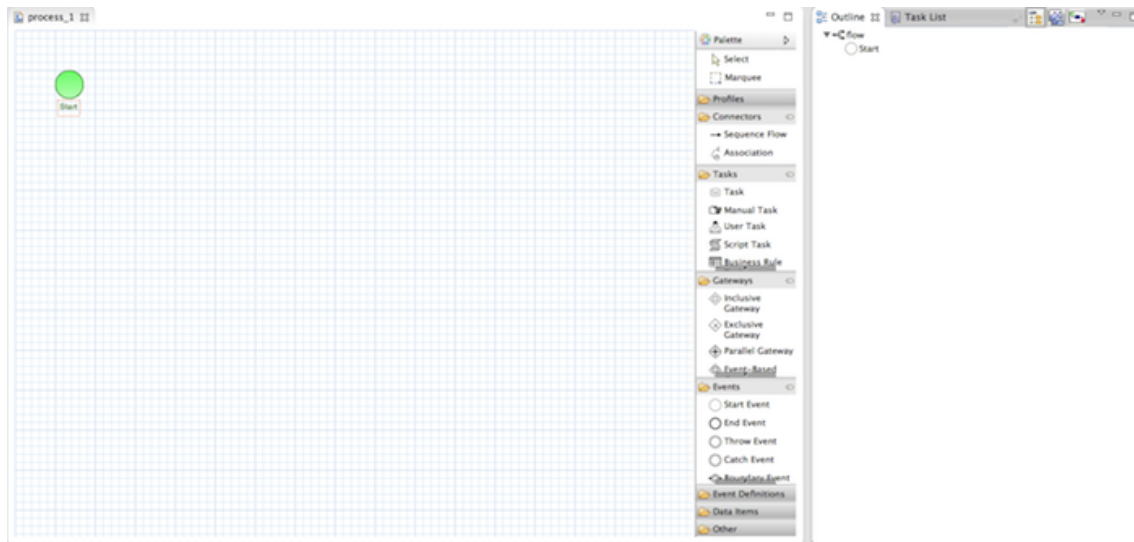 process_1
Start
Palette
Select
Marquee
Profiles
Connectors
Sequence Flow
Association
Tasks
Task
Manual Task
User Task
Script Task
Business Rule
Gateways
Inclusive
Gateway
Exclusive
Gateway
Parallel Gateway
Event-Based
Events
Start Event
End Event
Throw Event
Catch Event
Boundary Event
Event Definitions
Data Items
Other
Outline
Task List
flow
Start